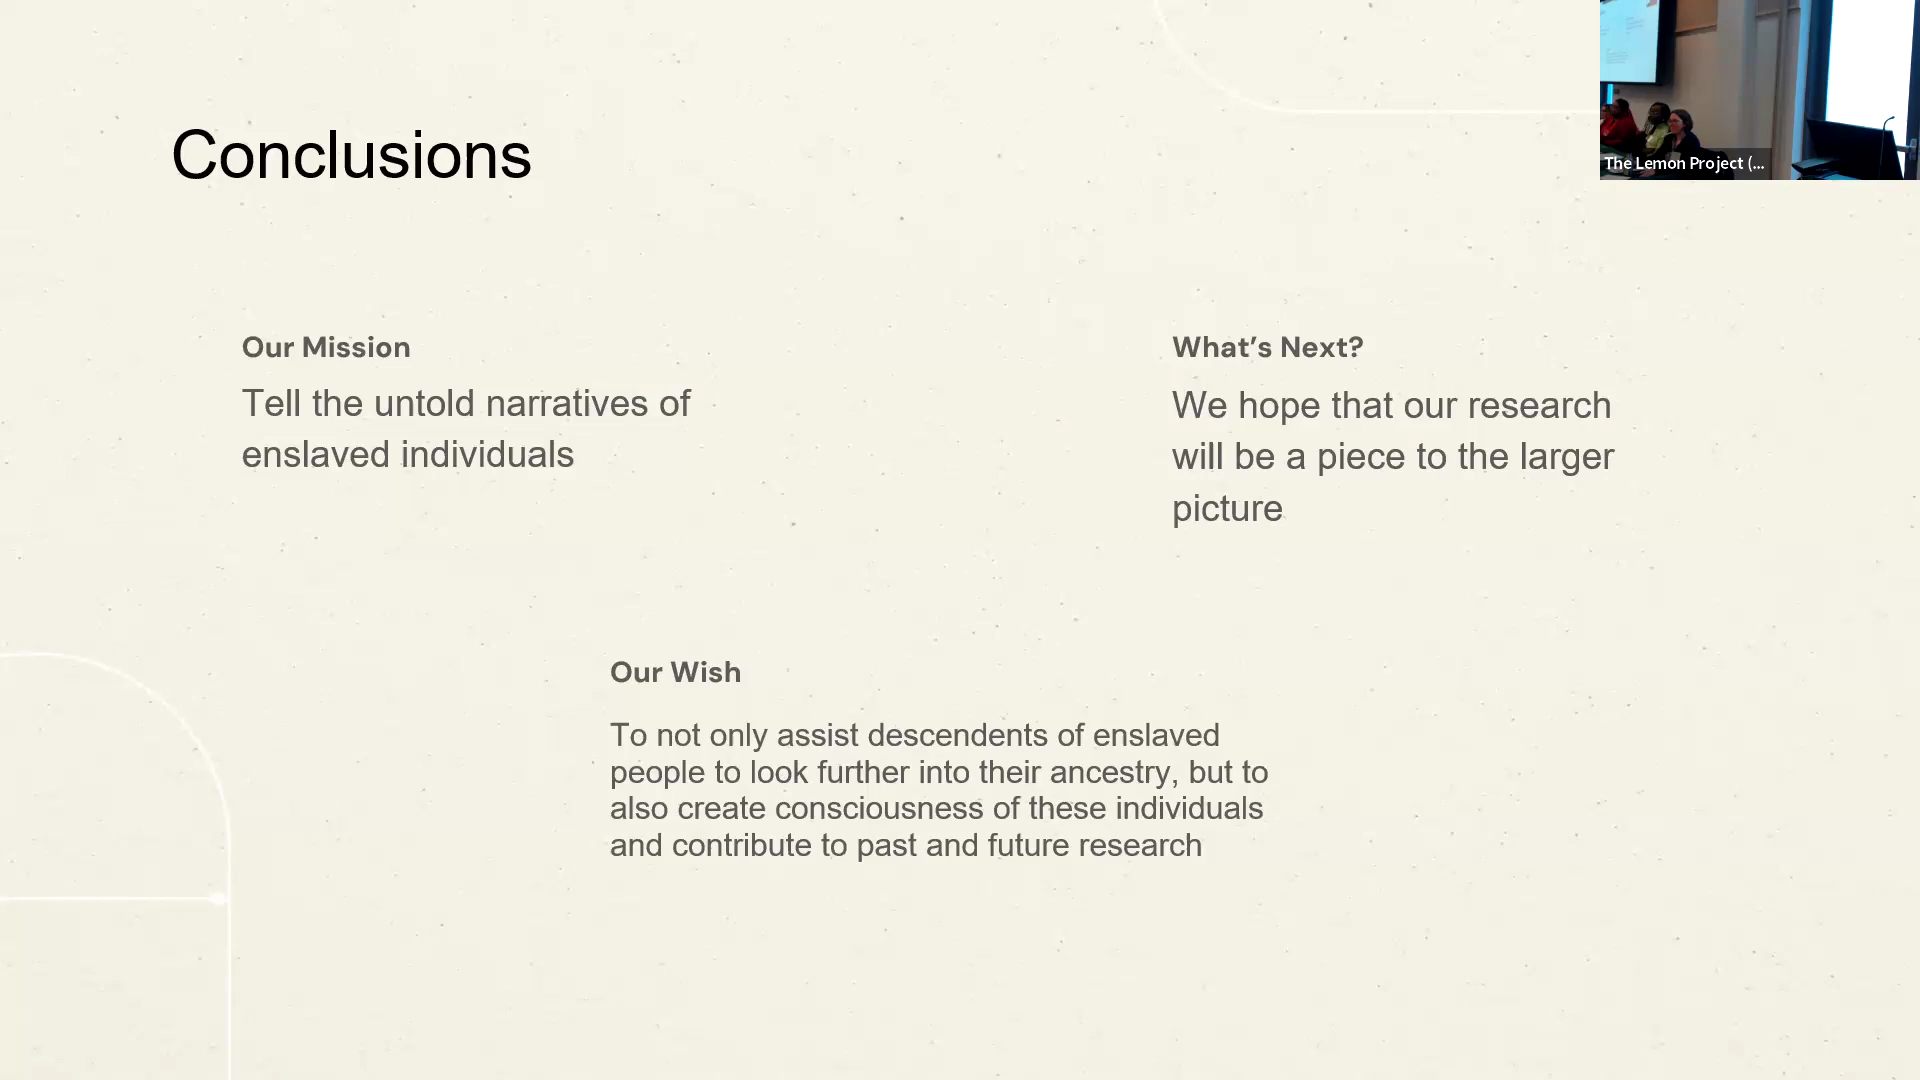 Conclusions
The Lemon Project (...
Our Mission
Tell the untold narratives of
enslaved individuals
What's Next?
We hope that our research
will be a piece to the larger
picture
Our Wish
To not only assist descendents of enslaved
people to look further into their ancestry, but to
also create consciousness of these individuals
and contribute to past and future research